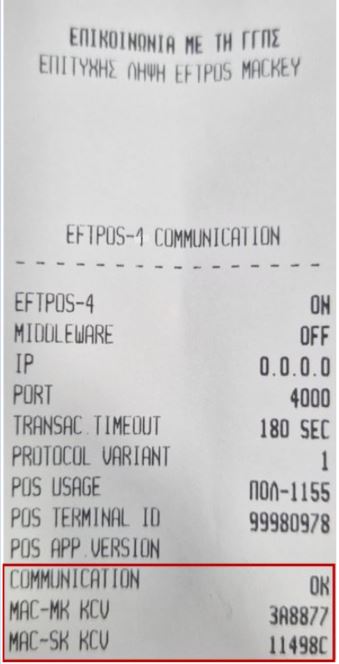 ΕΠΙΚΟΙΝΩΝΙΑ ΜΕ ΤΗ ΓΓΠΣ
ΕΠΙΤΥΧΗΣ ΛΗΨΗ EFTPOS MACKEY
EFTPOS-1 COMMUNICATION
- - - - - - - - - - - - - - - - - - - -
EFTPOS-4 ON
MIDDLEWARE OFF
IP 0.0.0.0
PORT 4000
TRANSAC.TIMEOUT 180 SEC
PROTOCOL VARIANT 1
POS USAGE ΠΟΛ-1155
POS TERMINAL ID 99980978
POS APP.VERSION
COMMUNICATION OK
MAC-MK KCV 3A8877
MAC-SK KCV 11498C